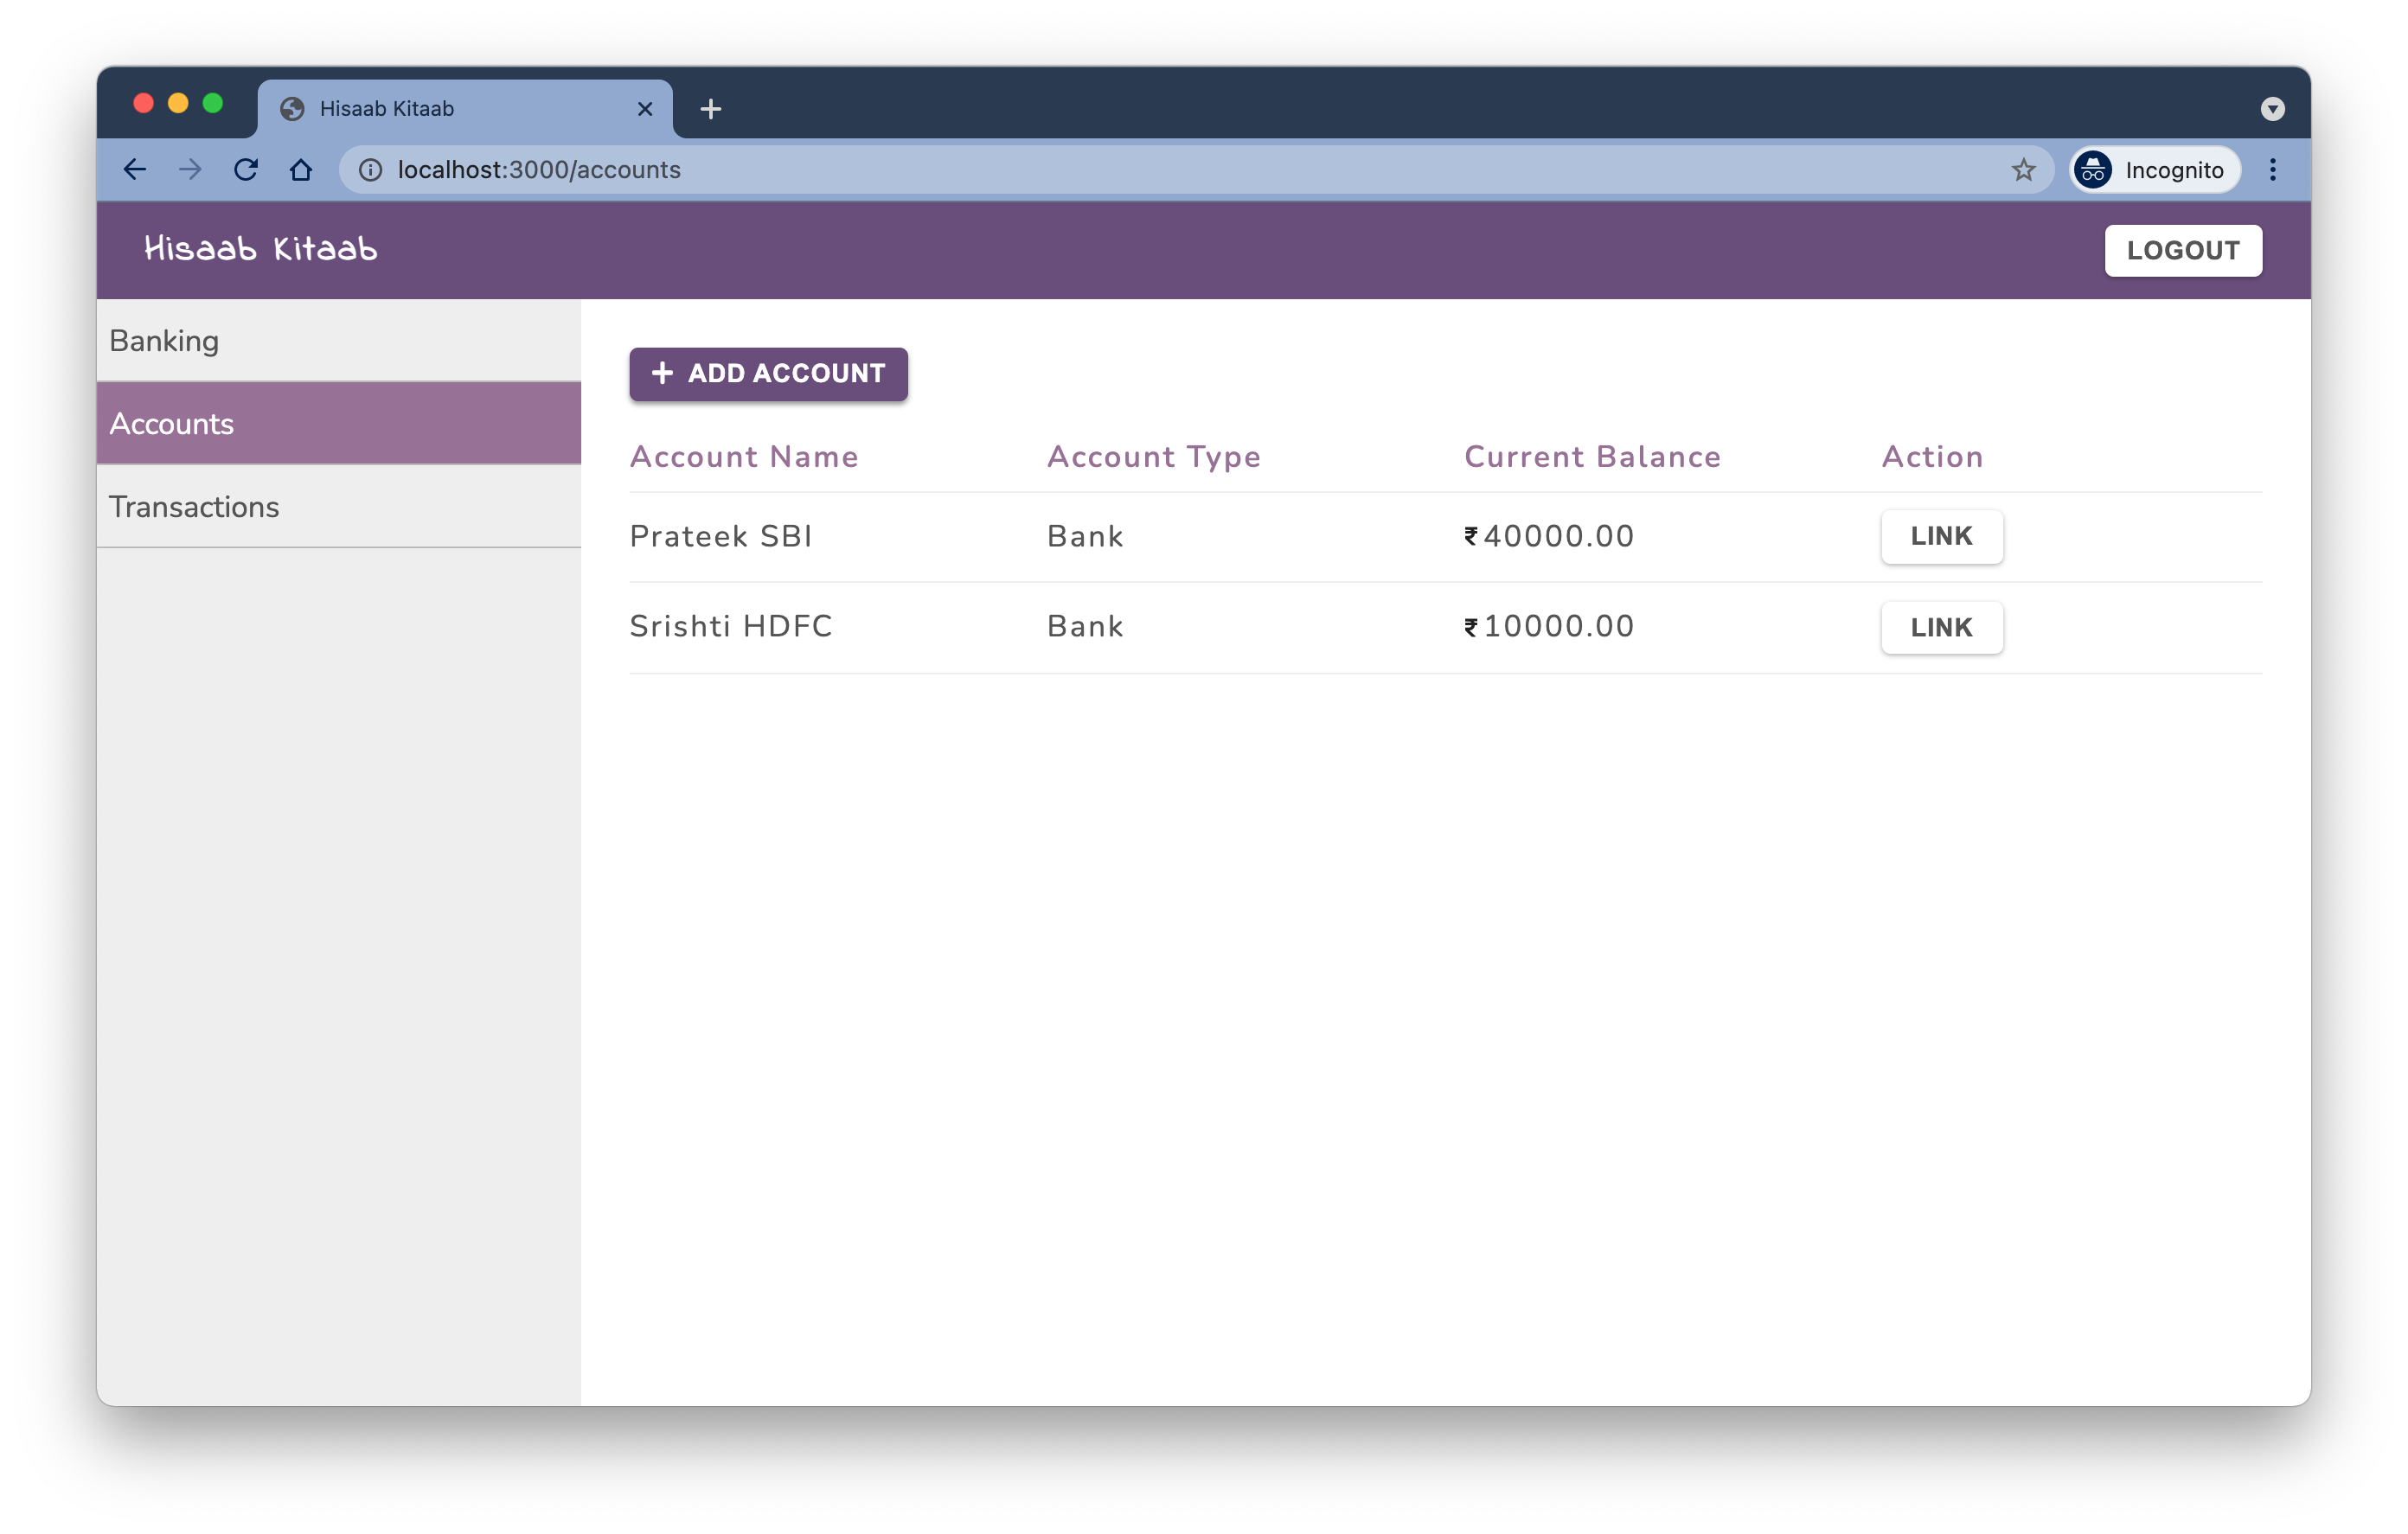 Hisaab Kitaab
localhost:3000/accounts
Incognito
Hisaab Kitaab
LOGOUT
Banking
Accounts
Transactions
+ ADD ACCOUNT
Account Name Account Type Current Balance Action
Prateek SBI Bank ₹40000.00 LINK
Srishti HDFC Bank ₹10000.00 LINK